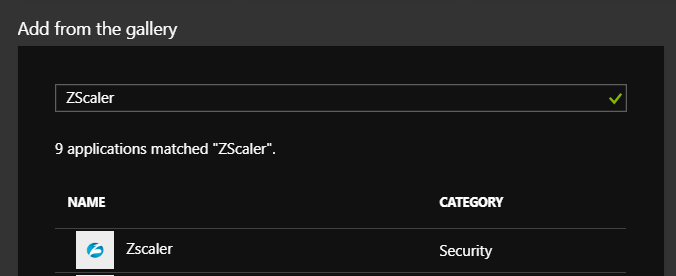 Add from the gallery
ZScaler
9 applications matched "ZScaler".
NAME CATEGORY
Zscaler Security